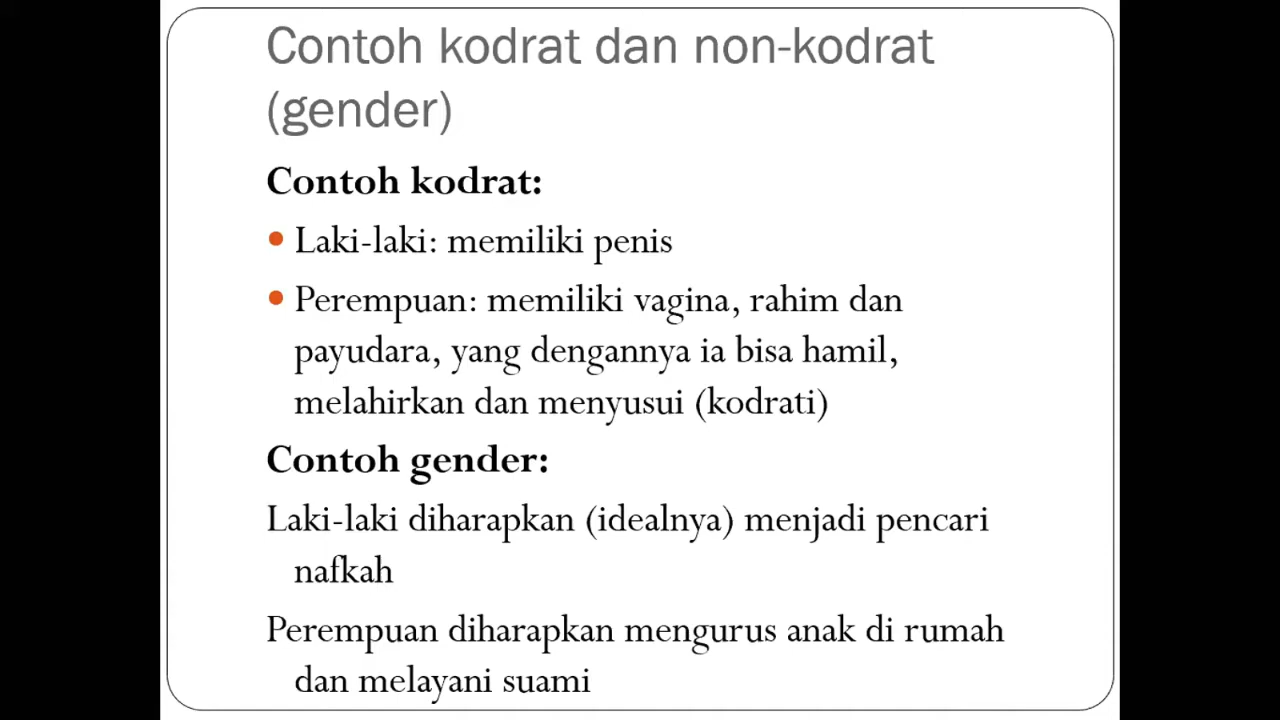 Contoh kodrat dan non-kodrat
(gender)
Contoh kodrat:
• Laki-laki: memiliki penis
• Perempuan: memiliki vagina, rahim dan
payudara, yang dengannya ia bisa hamil,
melahirkan dan menyusui (kodrati)
Contoh gender:
Laki-laki diharapkan (idealnya) menjadi pencari
nafkah
Perempuan diharapkan mengurus anak di rumah
dan melayani suami